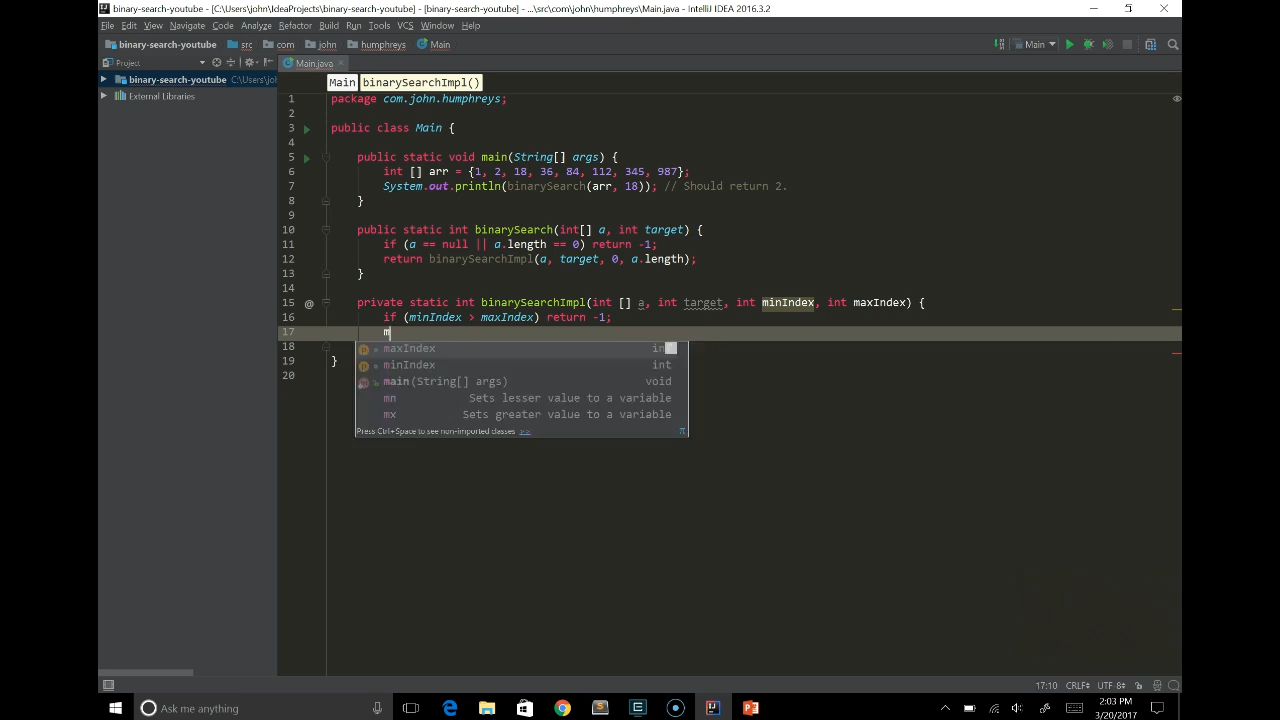 binary-search-youtube - [C:\Users\john\IdeaProjects\binary-search-youtube] - [binary-search-youtube] - ...\src\com\john\humphreys\Main.java - IntelliJ IDEA 2016.3.2
File Edit View Navigate Code Analyze Refactor Build Run Tools VCS Window Help
binary-search-youtube src com john humphreys Main Main
Project Main.java
binary-search-youtube C:\Users\joh
External Libraries
Main binarySearchImpl()
1 package com.john.humphreys;
2
3 public class Main {
4
5 public static void main(String[] args) {
6 int [] arr = {1, 2, 18, 36, 84, 112, 345, 987};
7 System.out.println(binarySearch(arr, 18)); // Should return 2.
8 }
9
10 public static int binarySearch(int[] a, int target) {
11 if (a == null || a.length == 0) return -1;
12 return binarySearchImpl(a, target, 0, a.length);
13 }
14
15 @ private static int binarySearchImpl(int [] a, int target, int minIndex, int maxIndex) {
16 if (minIndex > maxIndex) return -1;
17 m
18
19 }
20
maxIndex int
minIndex int
main(String[] args) void
mn Sets lesser value to a variable
mx Sets greater value to a variable
Press Ctrl+Space to see non-imported classes >> π
17:10 CRLF÷ UTF-8÷
Ask me anything
2:03 PM
3/20/2017